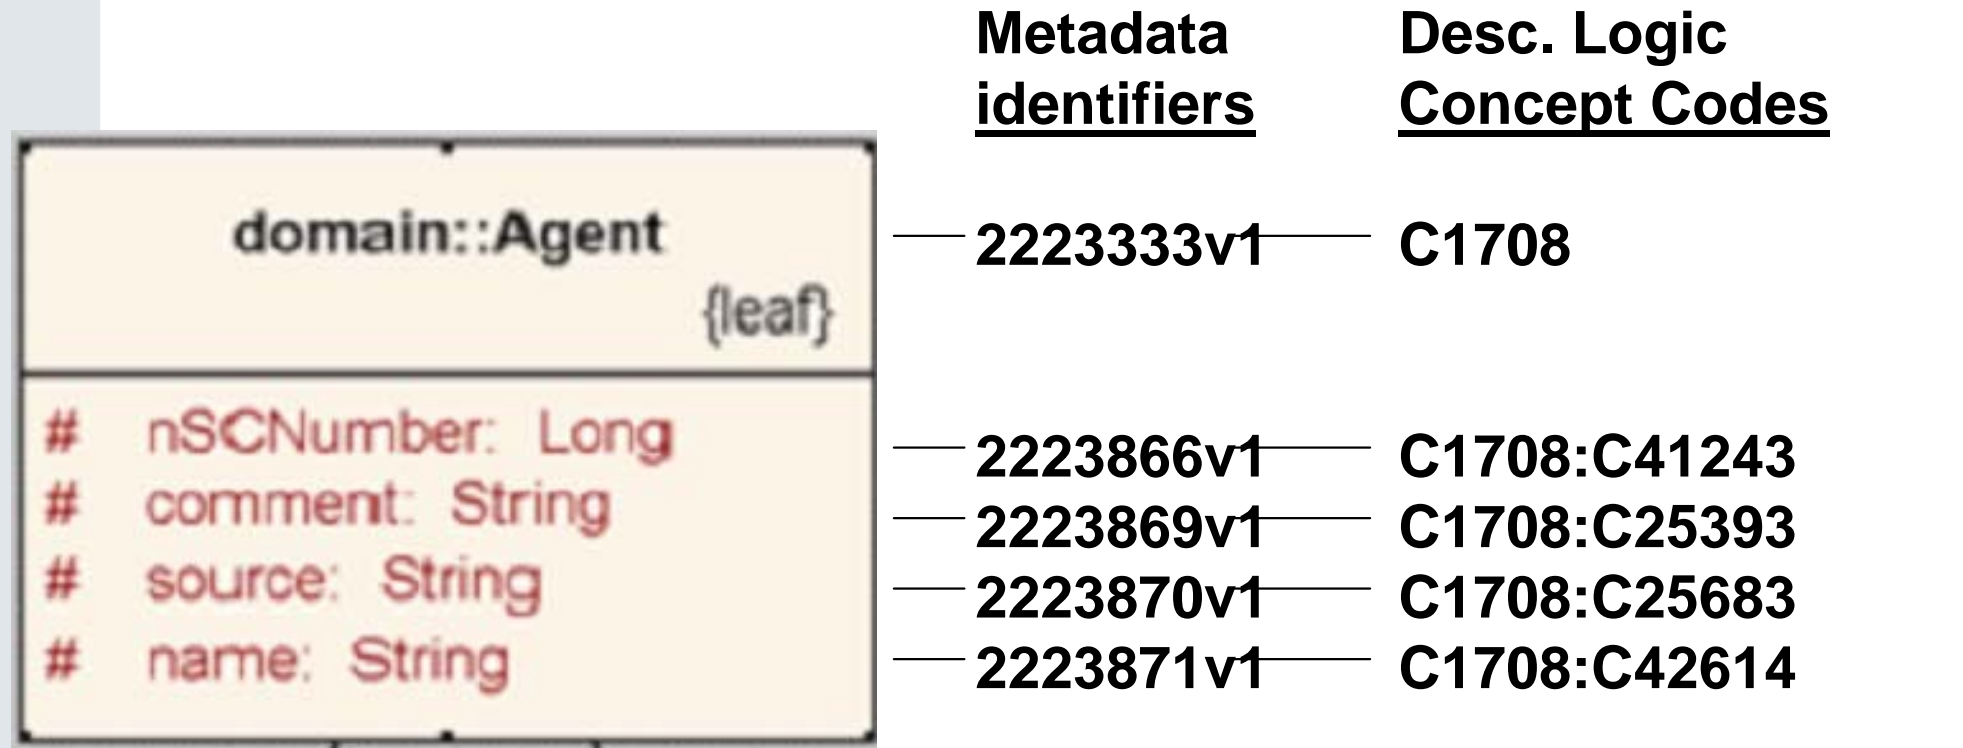 Metadata Desc. Logic
identifiers Concept Codes
domain::Agent 2223333v1 C1708
{leaf}
# nSCNumber: Long 2223866v1 C1708:C41243
# comment: String 2223869v1 C1708:C25393
# source: String 2223870v1 C1708:C25683
# name: String 2223871v1 C1708:C42614